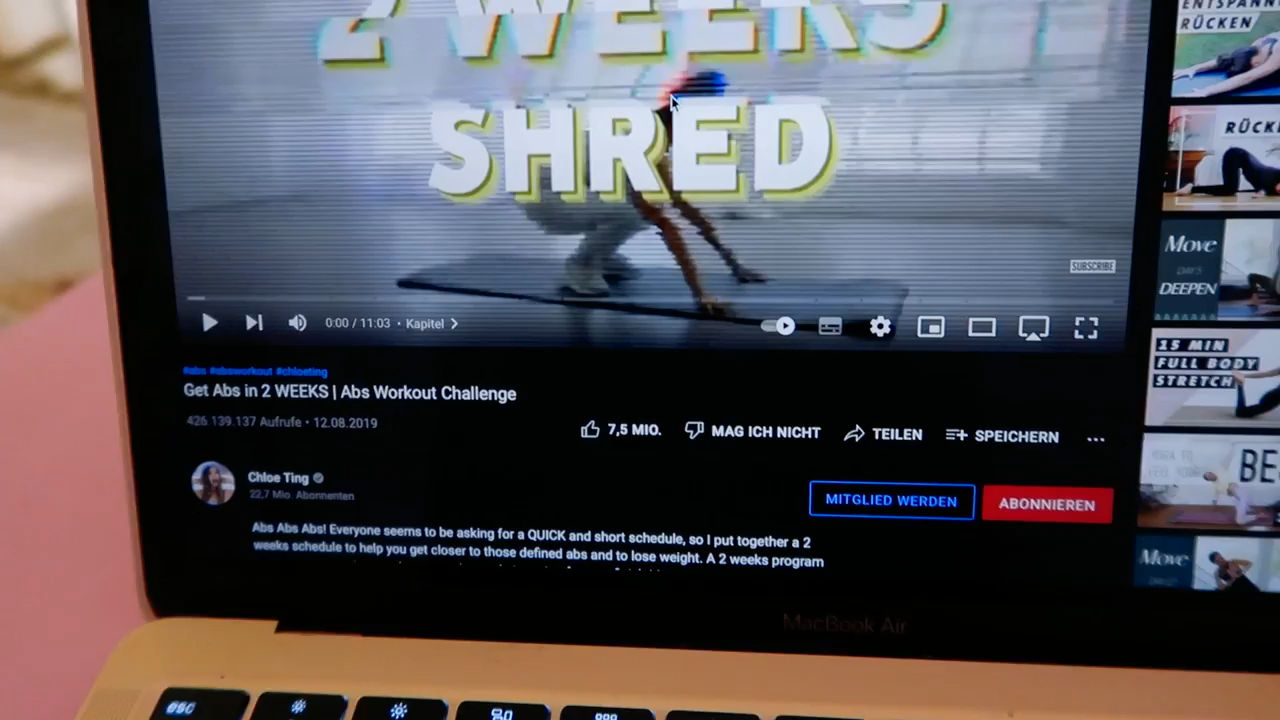 2 WEEKS
SHRED
SUBSCRIBE
0:00 / 11:03 • Kapitel
#abs #absworkout #chloeting
Get Abs in 2 WEEKS | Abs Workout Challenge
426.139.137 Aufrufe • 12.08.2019
7,5 MIO. MAG ICH NICHT TEILEN SPEICHERN
Chloe Ting
22,7 Mio. Abonnenten
MITGLIED WERDEN ABONNIEREN
Abs Abs Abs! Everyone seems to be asking for a QUICK and short schedule, so I put together a 2
weeks schedule to help you get closer to those defined abs and to lose weight. A 2 weeks program
RÜCKEN
Move
DEEPEN
15 MIN
FULL BODY
STRETCH
YOGA TO
FEEL YOUR
Move
MacBook Air
esc